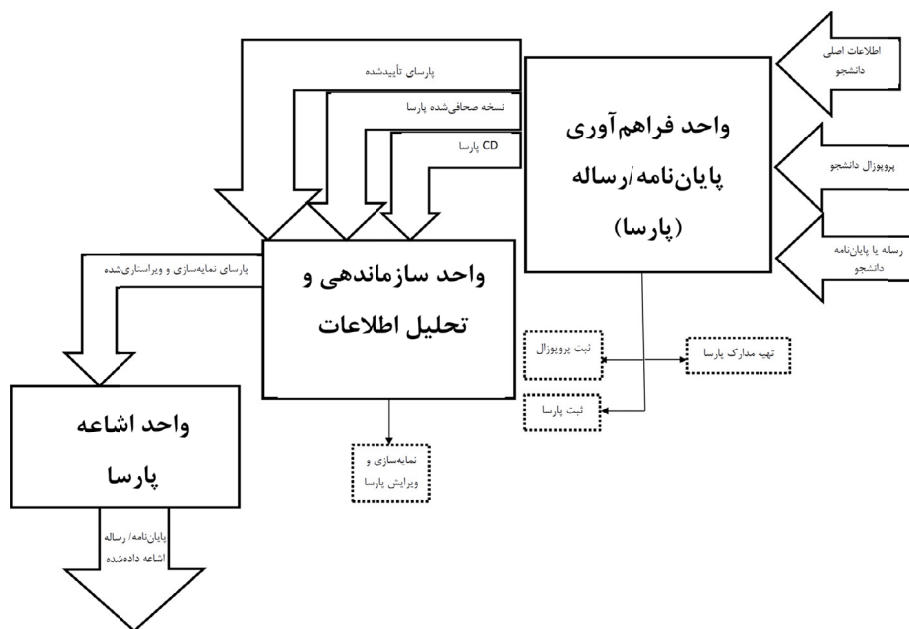 اطلاعات اصلی
دانشجو
پروپوزال دانشجو
رسله یا پایان‌نامه
دانشجو
واحد فراهم‌آوری
پایان‌نامه/رساله
(پارسا)
پارسای تأییدشده
نسخه صحافی‌شده پارسا
CD پارسا
تهیه مدارک پارسا
ثبت پروپوزال
ثبت پارسا
واحد سازماندهی و
تحلیل اطلاعات
نمایه‌سازی و
ویرایش پارسا
پارسای نمایه‌سازی و ویراستاری‌شده
واحد اشاعه
پارسا
پایان‌نامه/ رساله
اشاعه داده‌شده